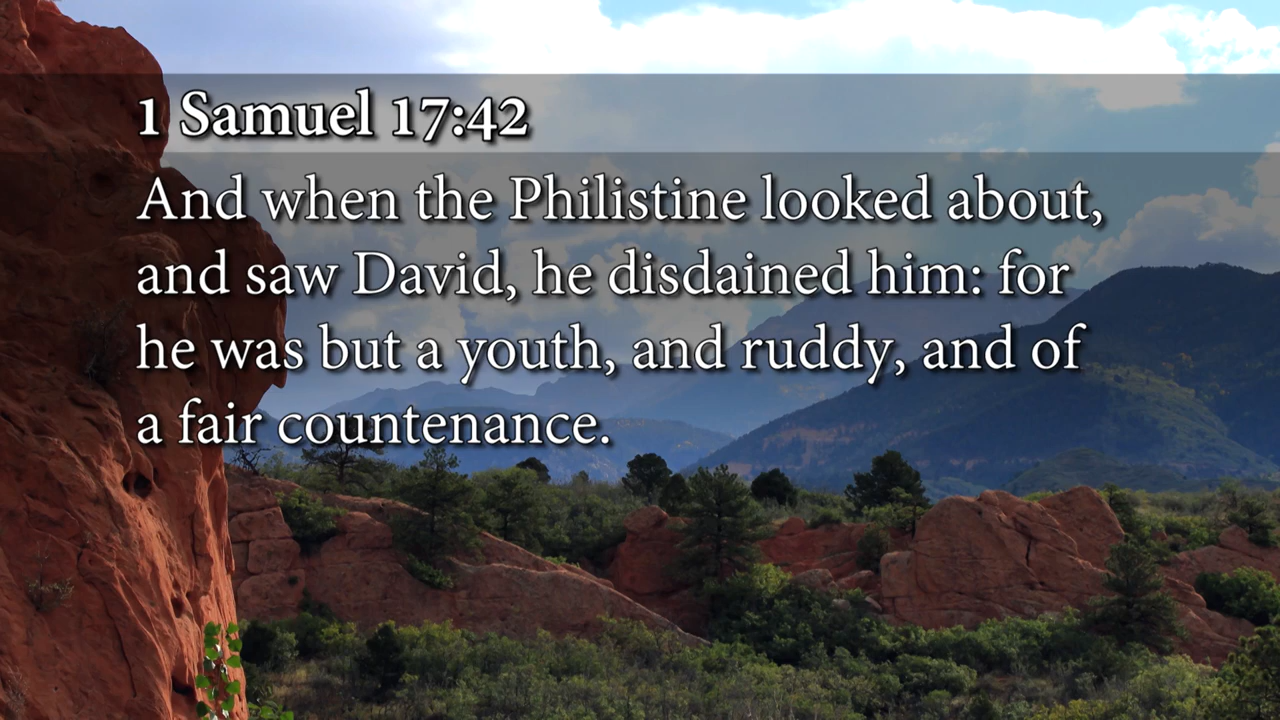 1 Samuel 17:42
And when the Philistine looked about,
and saw David, he disdained him: for
he was but a youth, and ruddy, and of
a fair countenance.